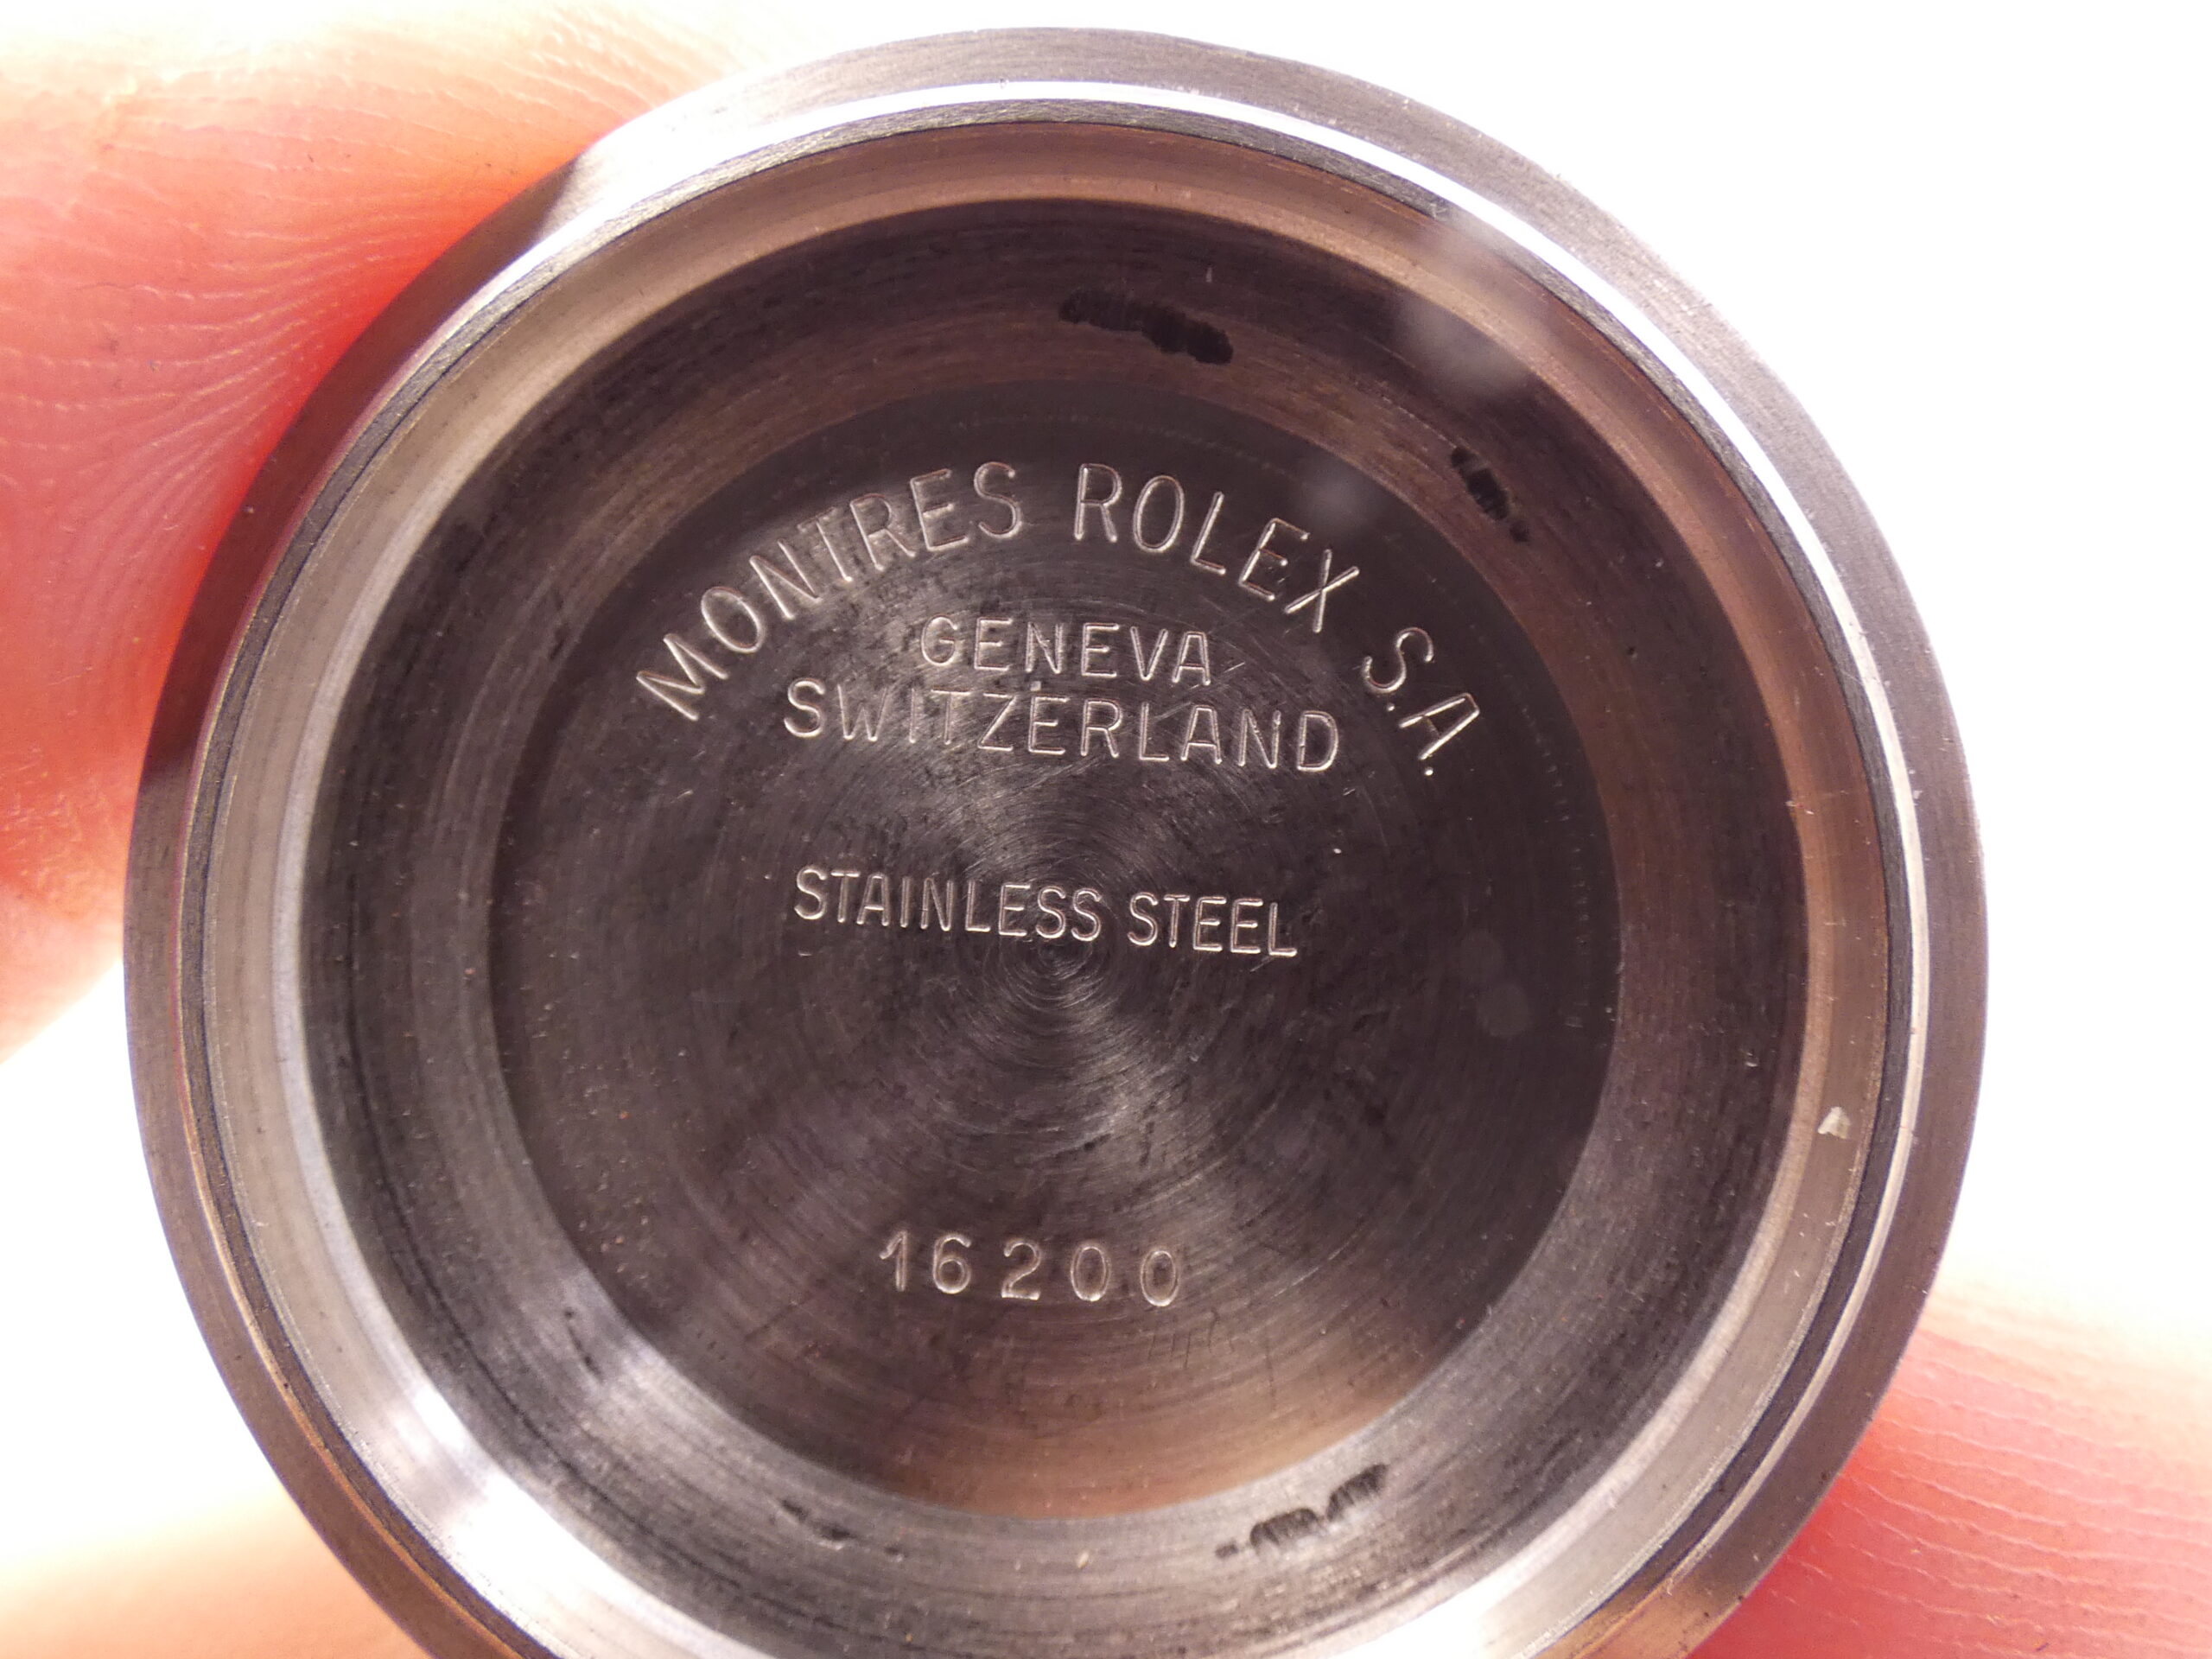 MONTRES ROLEX S.A.
GENEVA
SWITZERLAND
STAINLESS STEEL
16200